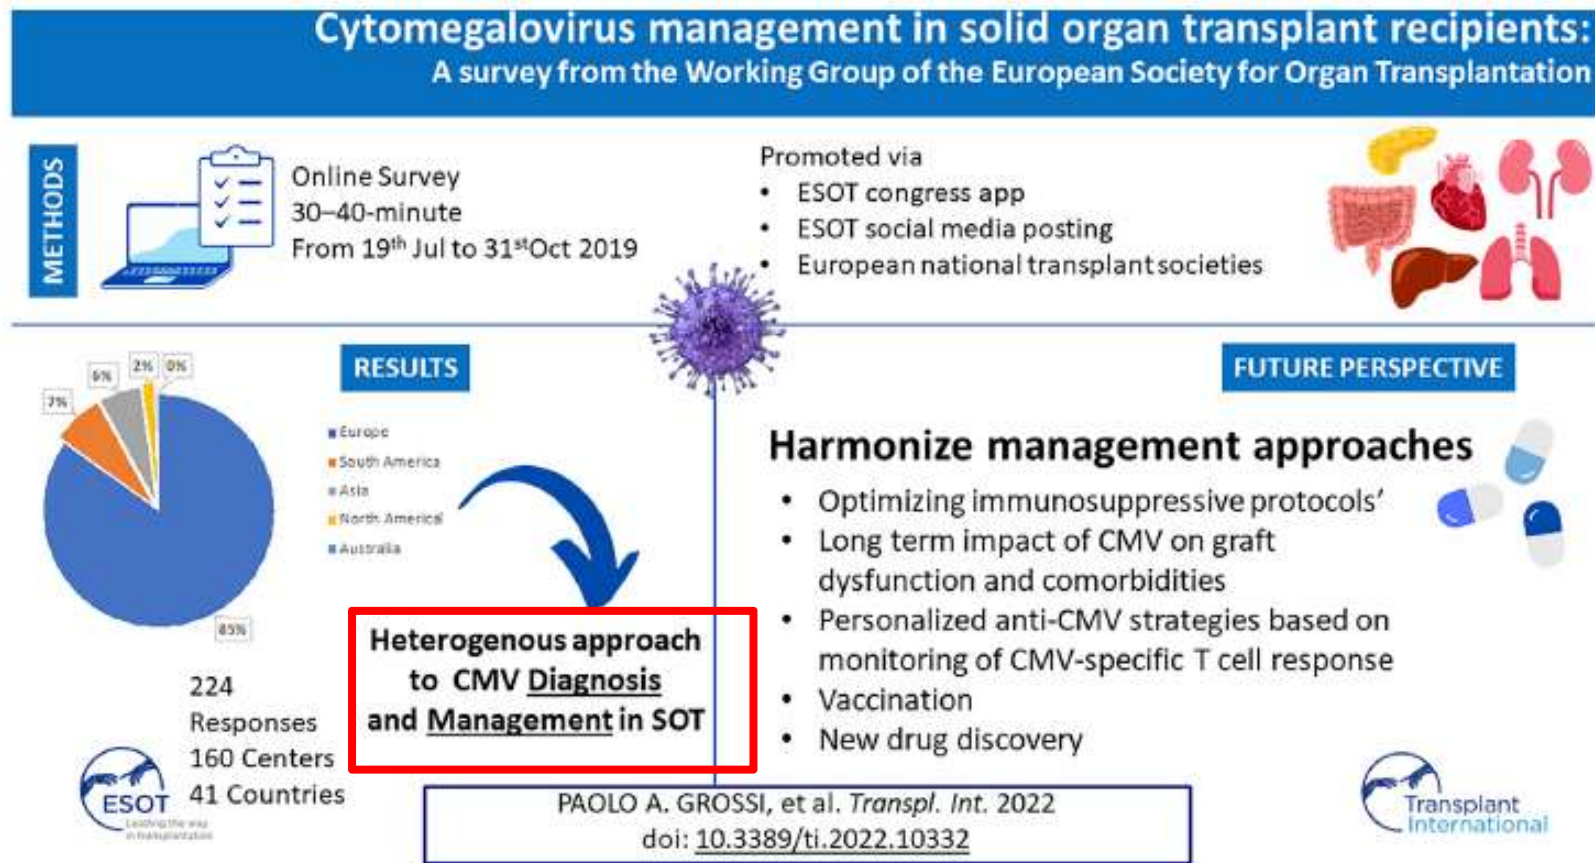 Cytomegalovirus management in solid organ transplant recipients:
A survey from the Working Group of the European Society for Organ Transplantation
METHODS
Online Survey
30–40-minute
From 19th Jul to 31stOct 2019
Promoted via
• ESOT congress app
• ESOT social media posting
• European national transplant societies
RESULTS
7%
6%
2%
0%
85%
Europe
South America
Asia
North America
Australia
224
Responses
160 Centers
41 Countries
Heterogenous approach
to CMV Diagnosis
and Management in SOT
FUTURE PERSPECTIVE
Harmonize management approaches
• Optimizing immunosuppressive protocols’
• Long term impact of CMV on graft
dysfunction and comorbidities
• Personalized anti-CMV strategies based on
monitoring of CMV-specific T cell response
• Vaccination
• New drug discovery
ESOT
Leading the way
in transplantation
PAOLO A. GROSSI, et al. Transpl. Int. 2022
doi: 10.3389/ti.2022.10332
Transplant
International